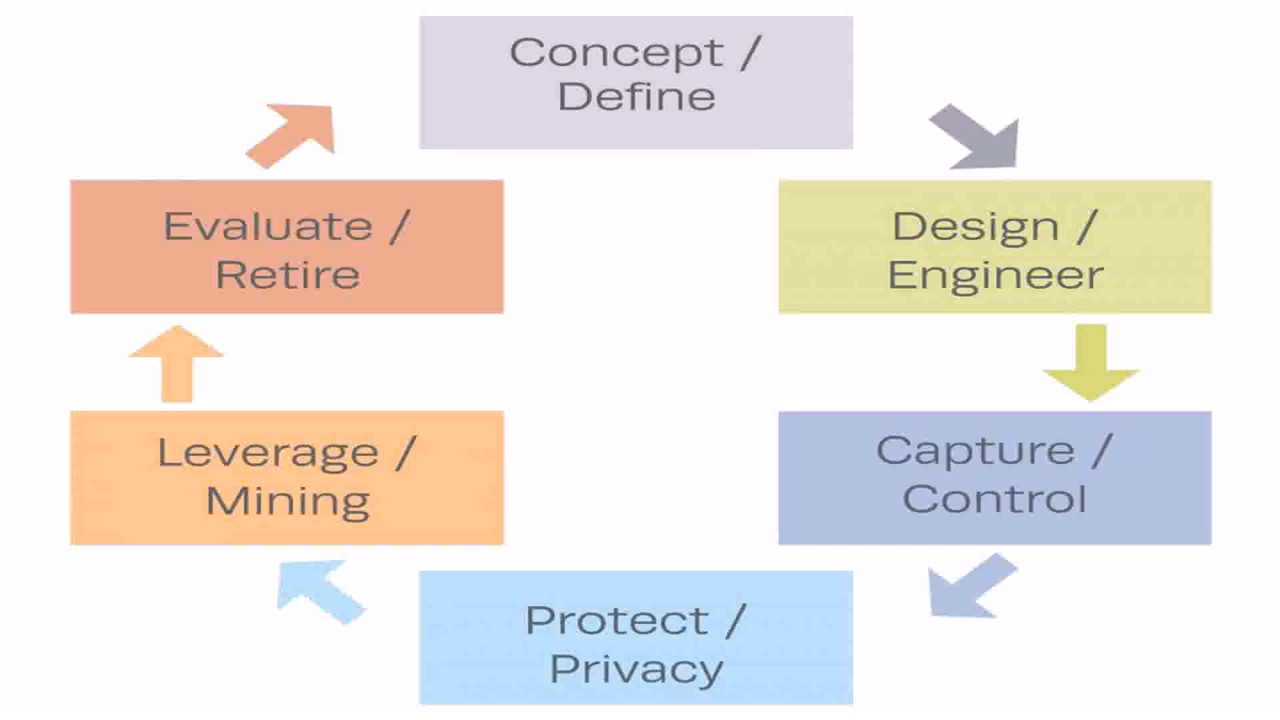 Concept /
Define
Evaluate /
Retire
Design /
Engineer
Leverage /
Mining
Capture /
Control
Protect /
Privacy